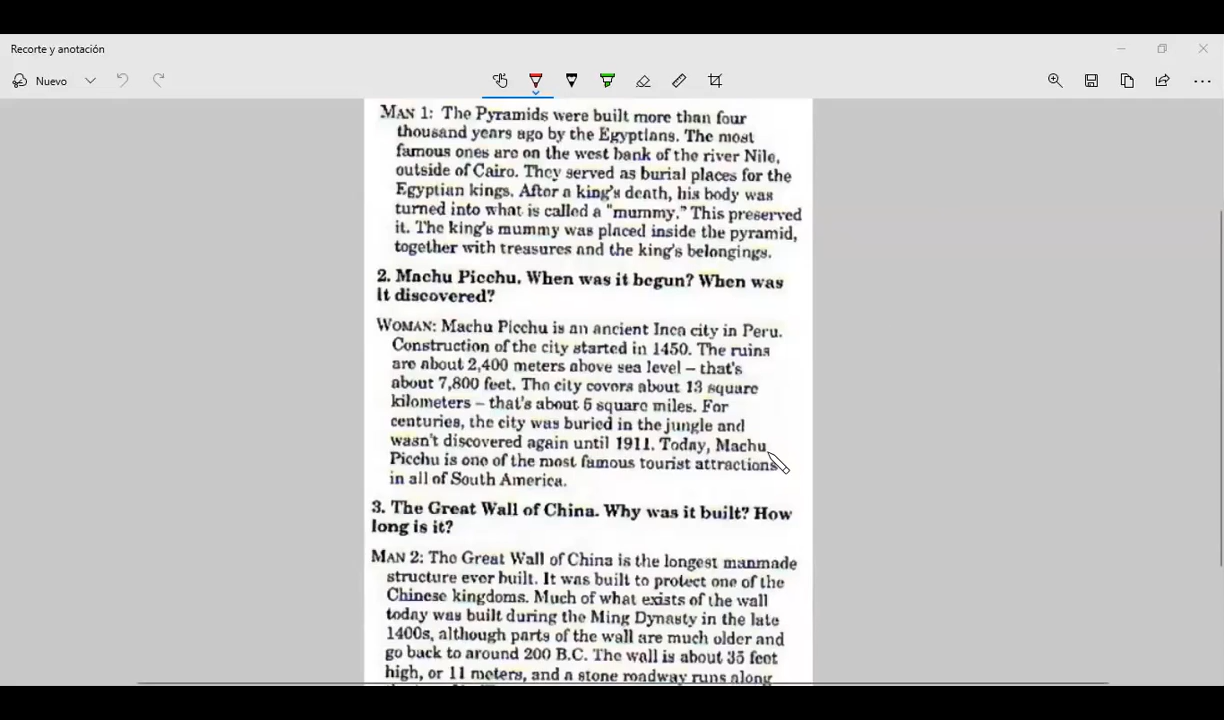 Recorte y anotación
Nuevo
MAN 1: The Pyramids were built more than four
thousand years ago by the Egyptians. The most
famous ones are on the west bank of the river Nile,
outside of Cairo. They served as burial places for the
Egyptian kings. After a king's death, his body was
turned into what is called a "mummy." This preserved
it. The king's mummy was placed inside the pyramid,
together with treasures and the king's belongings.
2. Machu Picchu. When was it begun? When was
it discovered?
WOMAN: Machu Picchu is an ancient Inca city in Peru.
Construction of the city started in 1450. The ruins
are about 2,400 meters above sea level – that's
about 7,800 feet. The city covers about 13 square
kilometers – that's about 5 square miles. For
centuries, the city was buried in the jungle and
wasn't discovered again until 1911. Today, Machu
Picchu is one of the most famous tourist attractions
in all of South America.
3. The Great Wall of China. Why was it built? How
long is it?
MAN 2: The Great Wall of China is the longest manmade
structure ever built. It was built to protect one of the
Chinese kingdoms. Much of what exists of the wall
today was built during the Ming Dynasty in the late
1400s, although parts of the wall are much older and
go back to around 200 B.C. The wall is about 35 feet
high, or 11 meters, and a stone roadway runs along